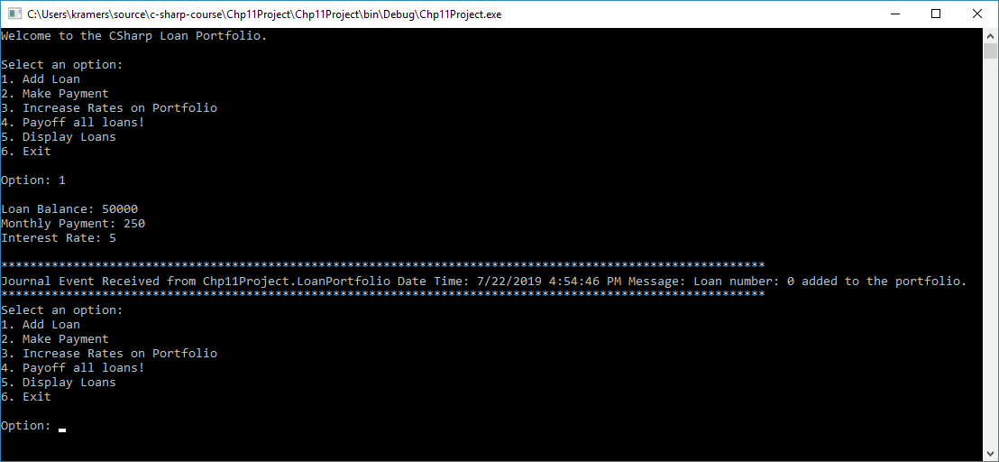 C:\Users\kramers\source\c-sharp-course\Chp11Project\Chp11Project\bin\Debug\Chp11Project.exe
Welcome to the CSharp Loan Portfolio.
Select an option:
1. Add Loan
2. Make Payment
3. Increase Rates on Portfolio
4. Payoff all loans!
5. Display Loans
6. Exit
Option: 1
Loan Balance: 50000
Monthly Payment: 250
Interest Rate: 5
**********************************************************************************************************
Journal Event Received from Chp11Project.LoanPortfolio Date Time: 7/22/2019 4:54:46 PM Message: Loan number: 0 added to the portfolio.
**********************************************************************************************************
Select an option:
1. Add Loan
2. Make Payment
3. Increase Rates on Portfolio
4. Payoff all loans!
5. Display Loans
6. Exit
Option: